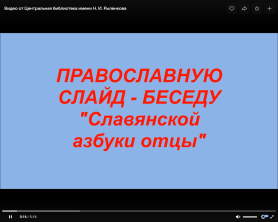 Видео от Центральная библиотека имени Н. И. Рыленкова
ПРАВОСЛАВНУЮ
СЛАЙД - БЕСЕДУ
"Славянской
азбуки отцы"